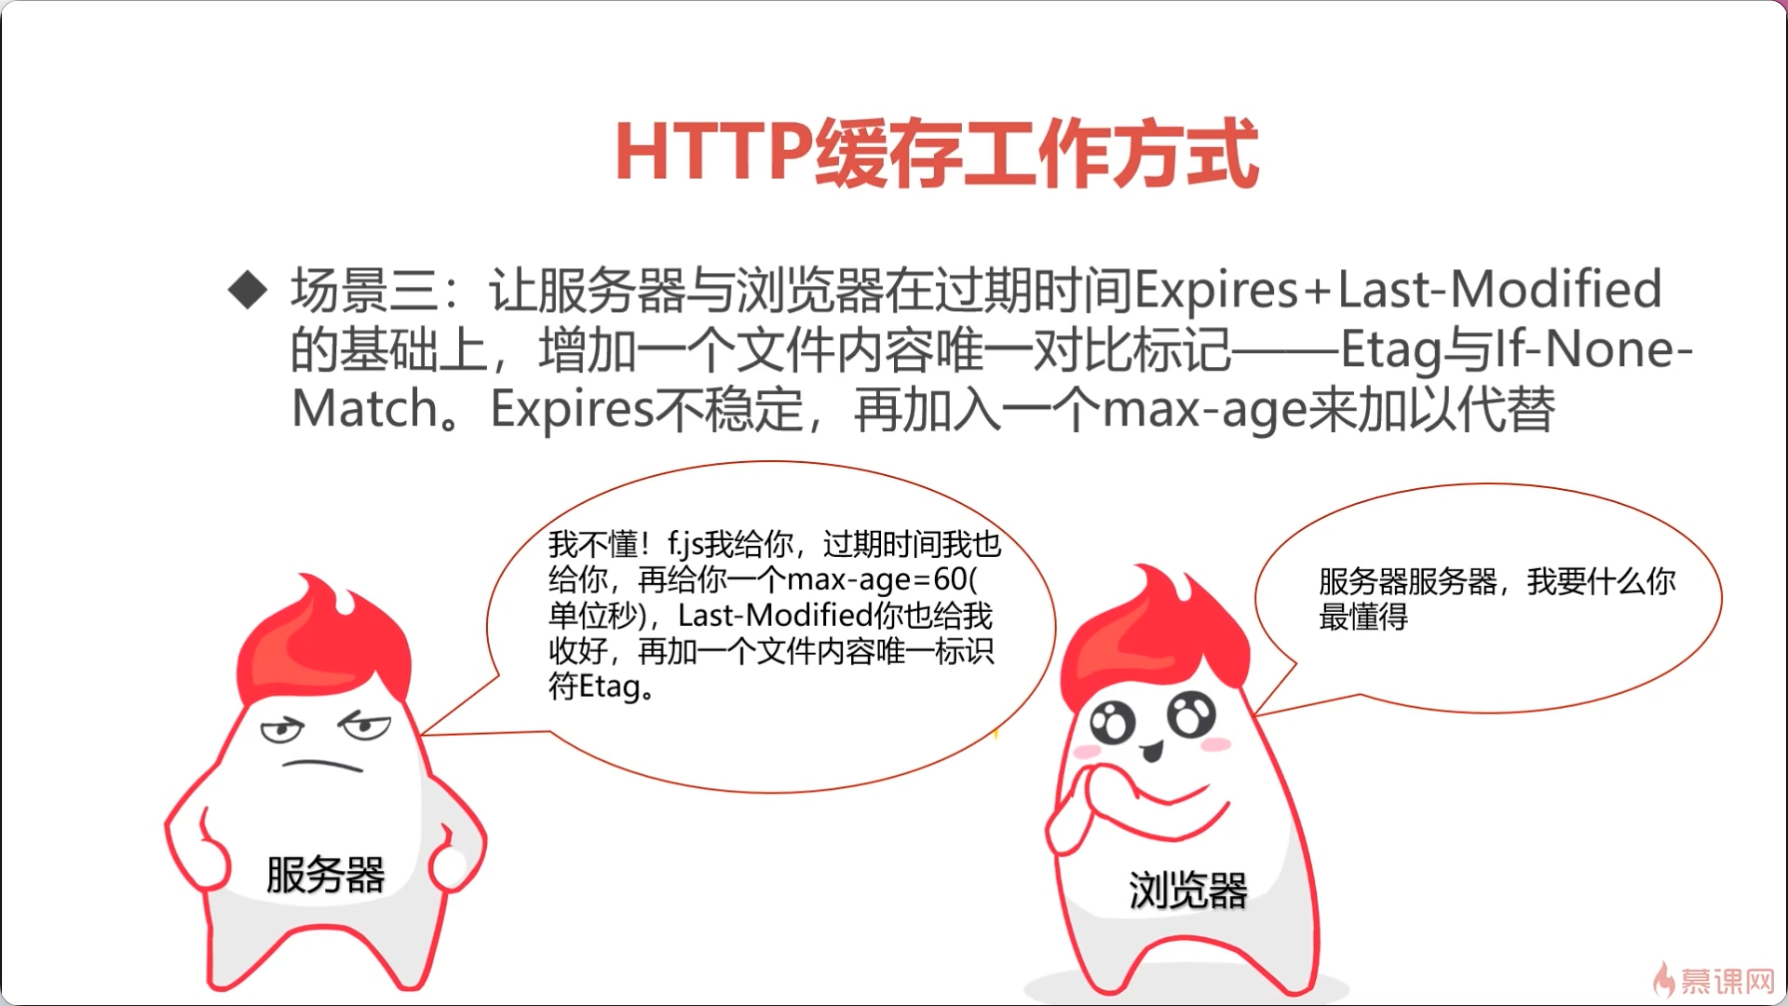 HTTP缓存工作方式
◆ 场景三：让服务器与浏览器在过期时间Expires+Last-Modified
的基础上，增加一个文件内容唯一对比标记——Etag与If-None-
Match。Expires不稳定，再加入一个max-age来加以代替
我不懂！f.js我给你，过期时间我也
给你，再给你一个max-age=60(
单位秒)，Last-Modified你也给我
收好，再加一个文件内容唯一标识
符Etag。
服务器服务器，我要什么你
最懂得
服务器
浏览器
慕课网